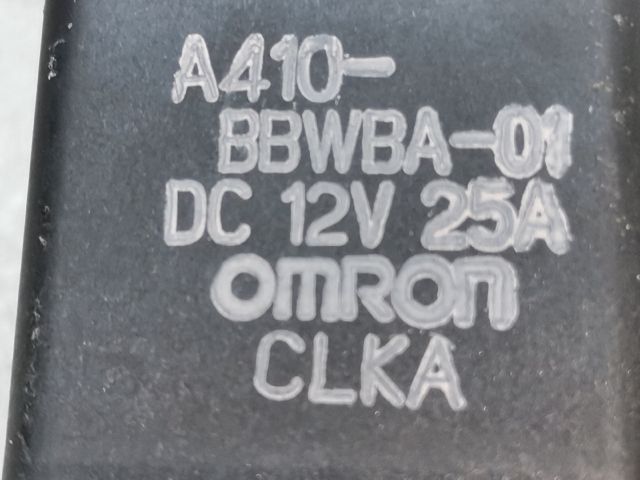 A410-
BBWBA-01
DC 12V 25A
omron
CLKA